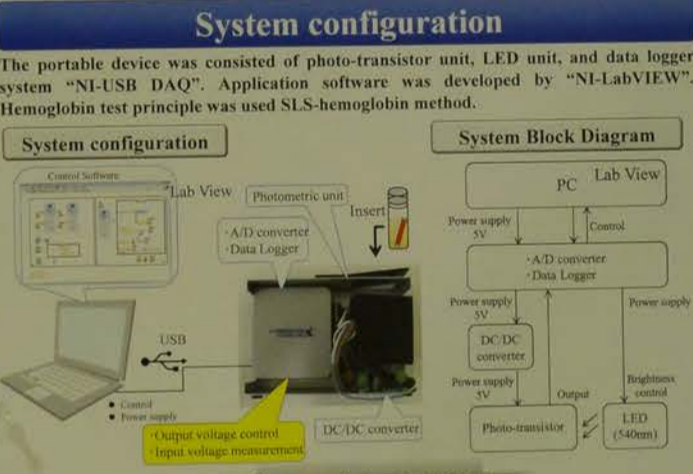 System configuration
The portable device was consisted of photo-transistor unit, LED unit, and data logger
system “NI-USB DAQ”. Application software was developed by “NI-LabVIEW”.
Hemoglobin test principle was used SLS-hemoglobin method.
System configuration
Control Software
Lab View
Photometric unit
Insert
·A/D converter
·Data Logger
USB
● Control
● Power supply
·Output voltage control
·Input voltage measurement
DC/DC converter
System Block Diagram
PC
Lab View
Power supply
5V
Control
·A/D converter
·Data Logger
Power supply
5V
Power supply
DC/DC
converter
Power supply
5V
Output
Brightness
control
Photo-transistor
LED
(540nm)